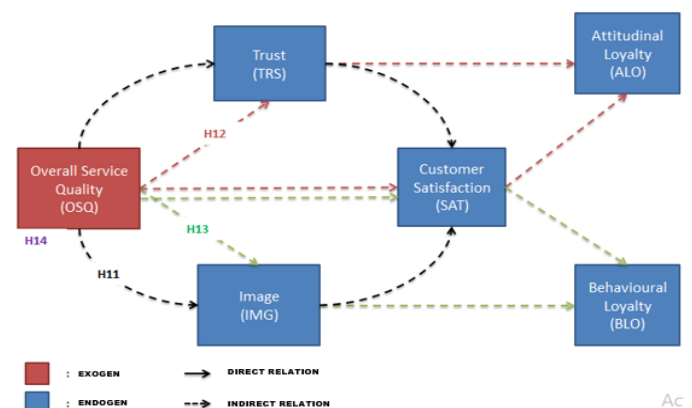 Trust
(TRS)
Attitudinal
Loyalty
(ALO)
H12
Overall Service
Quality
(OSQ)
Customer
Satisfaction
(SAT)
H14
H13
H11
Image
(IMG)
Behavioural
Loyalty
(BLO)
: EXOGEN
DIRECT RELATION
: ENDOGEN
INDIRECT RELATION
Ac